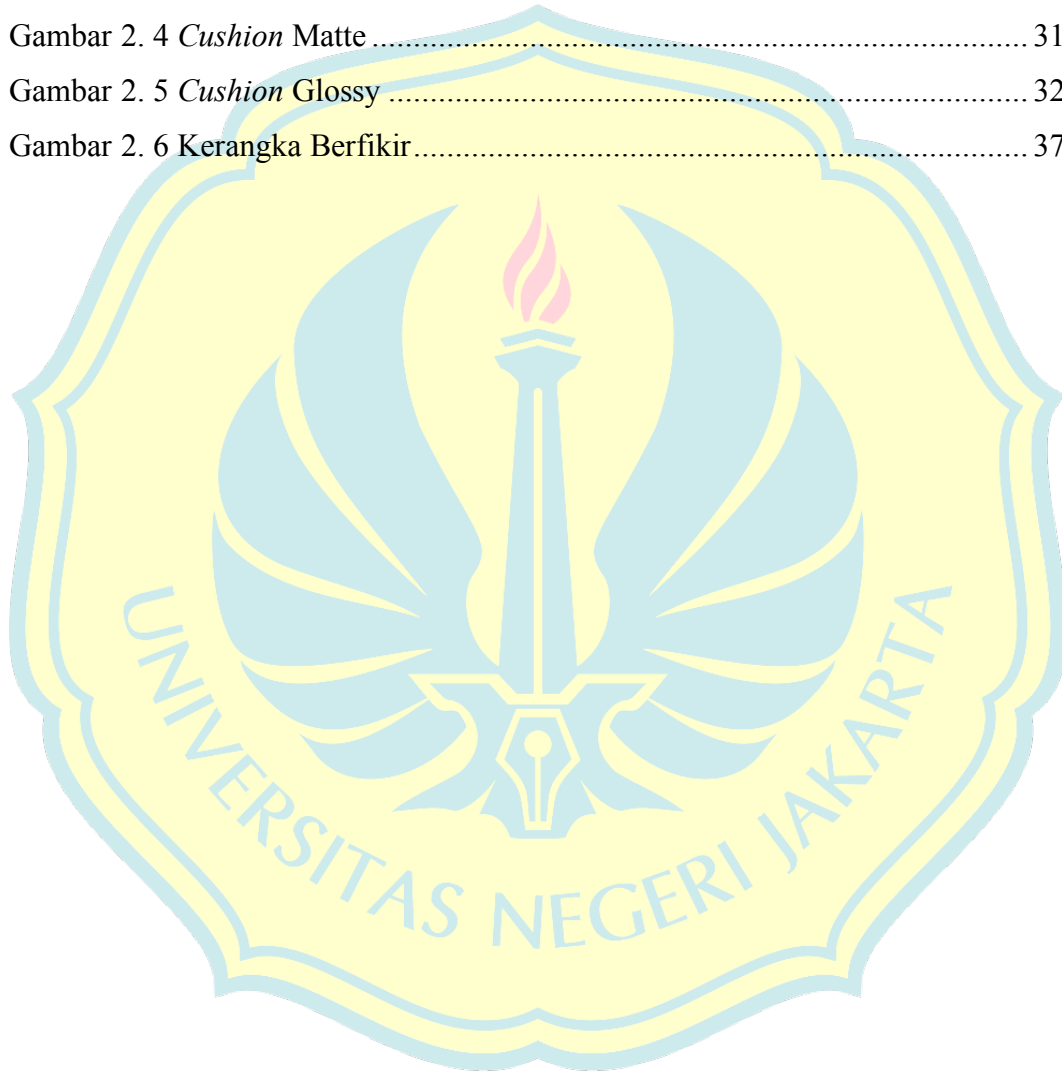 Gambar 2. 4 Cushion Matte ........................................................................................ 31
Gambar 2. 5 Cushion Glossy ...................................................................................... 32
Gambar 2. 6 Kerangka Berfikir................................................................................... 37
UNIVERSITAS NEGERI JAKARTA